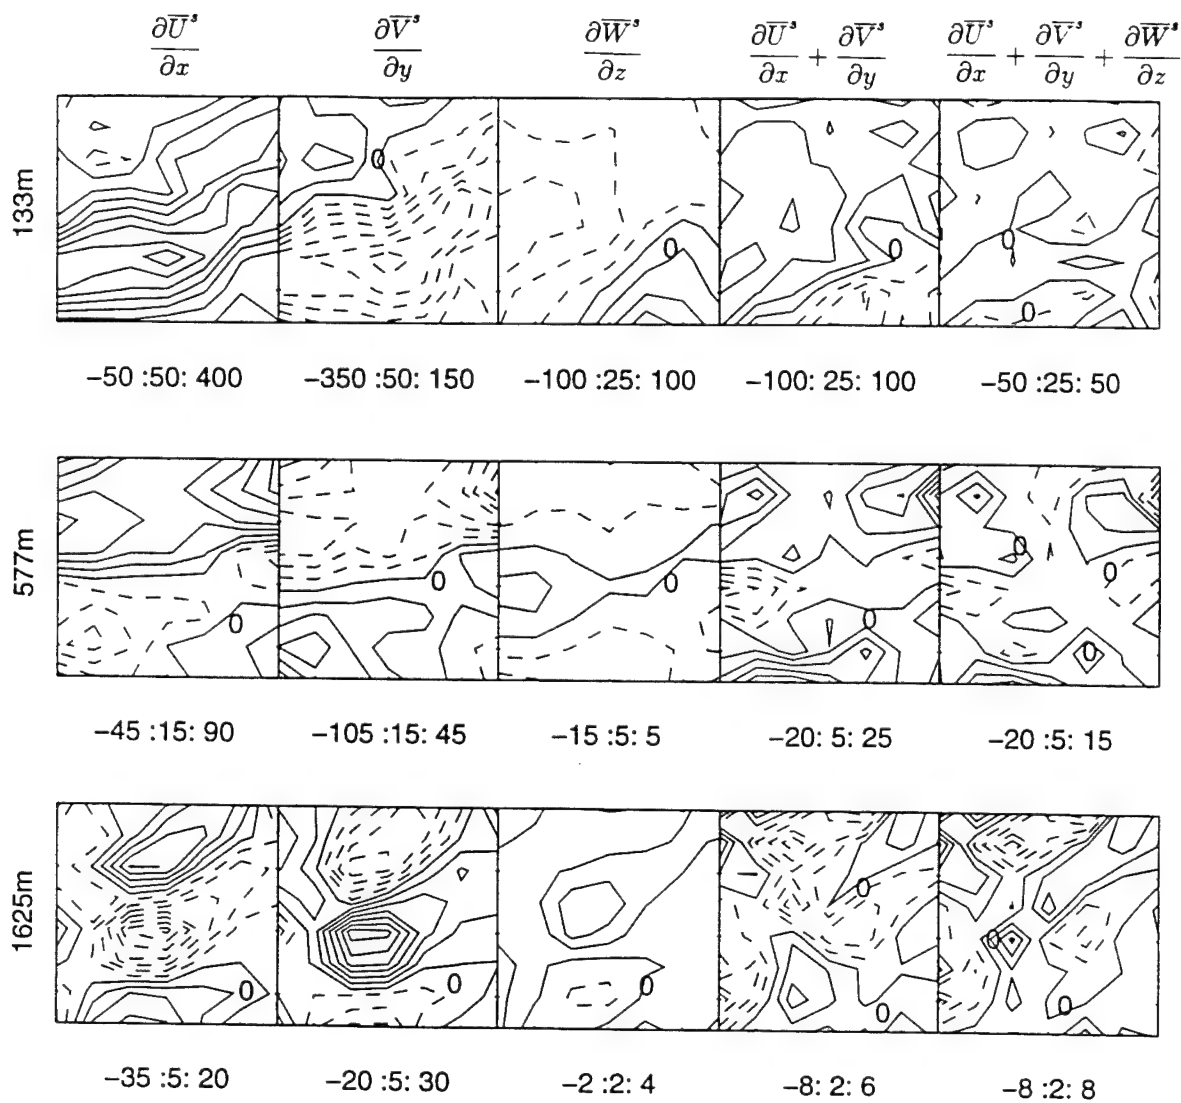 ∂U̅ˢ/∂x ∂V̅ˢ/∂y ∂W̅ˢ/∂z ∂U̅ˢ/∂x + ∂V̅ˢ/∂y ∂U̅ˢ/∂x + ∂V̅ˢ/∂y + ∂W̅ˢ/∂z
133m
0 0 0 0 0
−50 :50: 400 −350 :50: 150 −100 :25: 100 −100: 25: 100 −50 :25: 50
577m
0 0 0 0 0 0 0
−45 :15: 90 −105 :15: 45 −15 :5: 5 −20: 5: 25 −20 :5: 15
1625m
0 0 0 0 0 0 0
−35 :5: 20 −20 :5: 30 −2 :2: 4 −8: 2: 6 −8 :2: 8